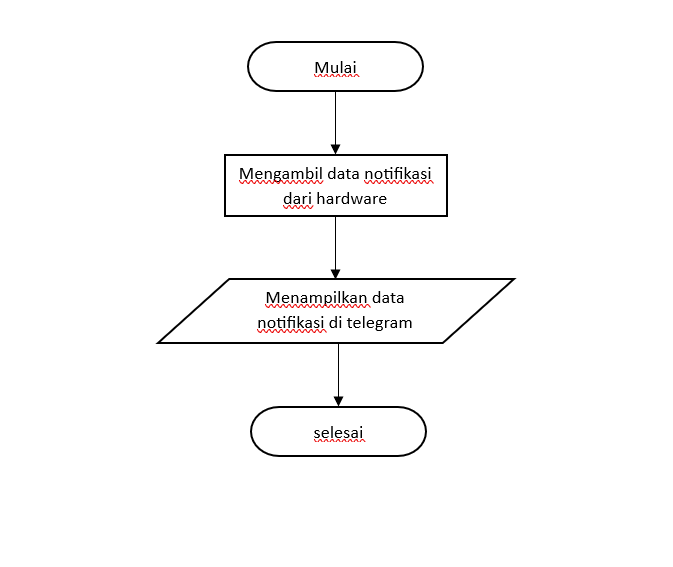 Mulai
Mengambil data notifikasi
dari hardware
Menampilkan data
notifikasi di telegram
selesai